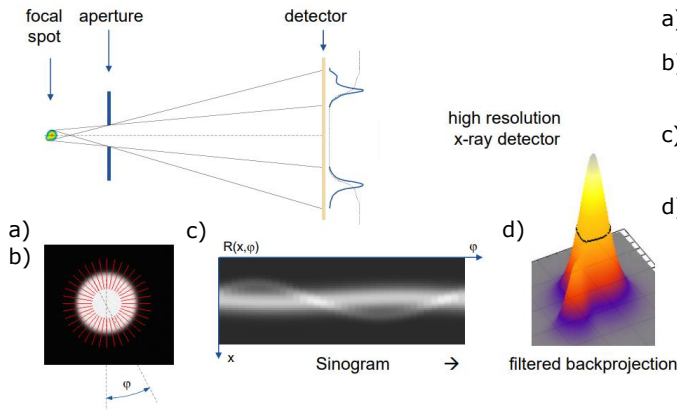 focal
spot
aperture
detector
a)
b)
high resolution
x-ray detector
c)
d)
a)
b)
c)
R(x,φ)
φ
d)
x
Sinogram →
filtered backprojection
φ